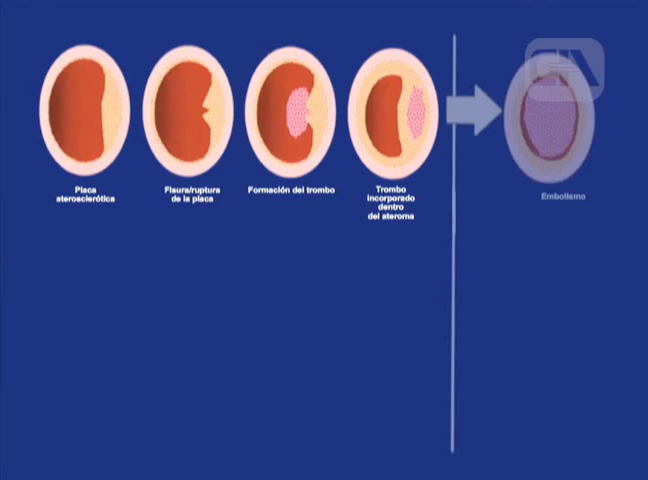 Placa
aterosclerótica
Fisura/ruptura
de la placa
Formación del trombo
Trombo
incorporado
dentro
del ateroma
Embolismo